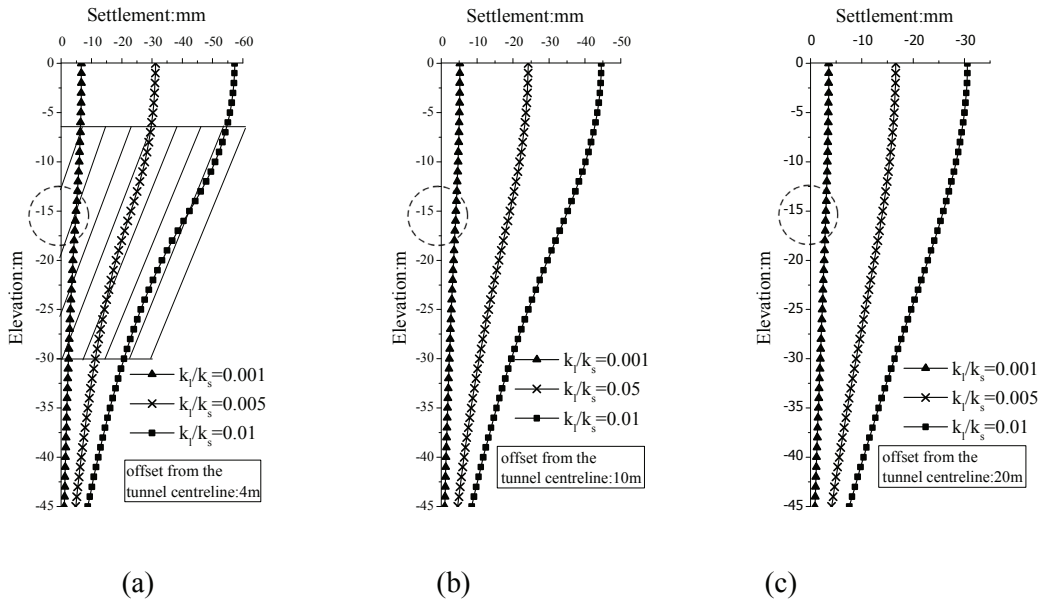 Settlement:mm
0 -10 -20 -30 -40 -50 -60
0
-5
-10
-15
-20
-25
-30
-35
-40
-45
Elevation:m
k_l/k_s=0.001
k_l/k_s=0.005
k_l/k_s=0.01
offset from the
tunnel centreline:4m
(a)
Settlement:mm
0 -10 -20 -30 -40 -50
0
-5
-10
-15
-20
-25
-30
-35
-40
-45
Elevation:m
k_l/k_s=0.001
k_l/k_s=0.05
k_l/k_s=0.01
offset from the
tunnel centreline:10m
(b)
Settlement:mm
0 -10 -20 -30
0
-5
-10
-15
-20
-25
-30
-35
-40
-45
Elevation:m
k_l/k_s=0.001
k_l/k_s=0.005
k_l/k_s=0.01
offset from the
tunnel centreline:20m
(c)